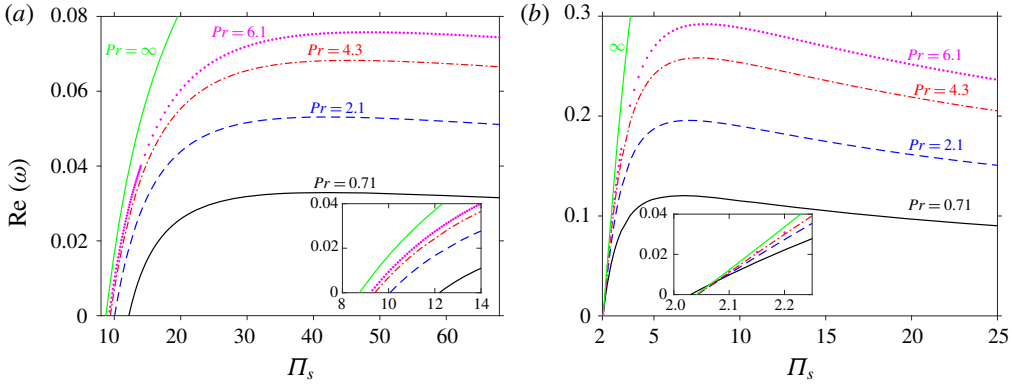 (a)
Re (ω)
0.08
0.06
0.04
0.02
0
10 20 30 40 50 60
Π_s
Pr = ∞
Pr = 6.1
Pr = 4.3
Pr = 2.1
Pr = 0.71
0.04
0.02
0
8 10 12 14
(b)
0.3
0.2
0.1
0
2 5 10 15 20 25
Π_s
∞
Pr = 6.1
Pr = 4.3
Pr = 2.1
Pr = 0.71
0.04
0.02
0
2.0 2.1 2.2